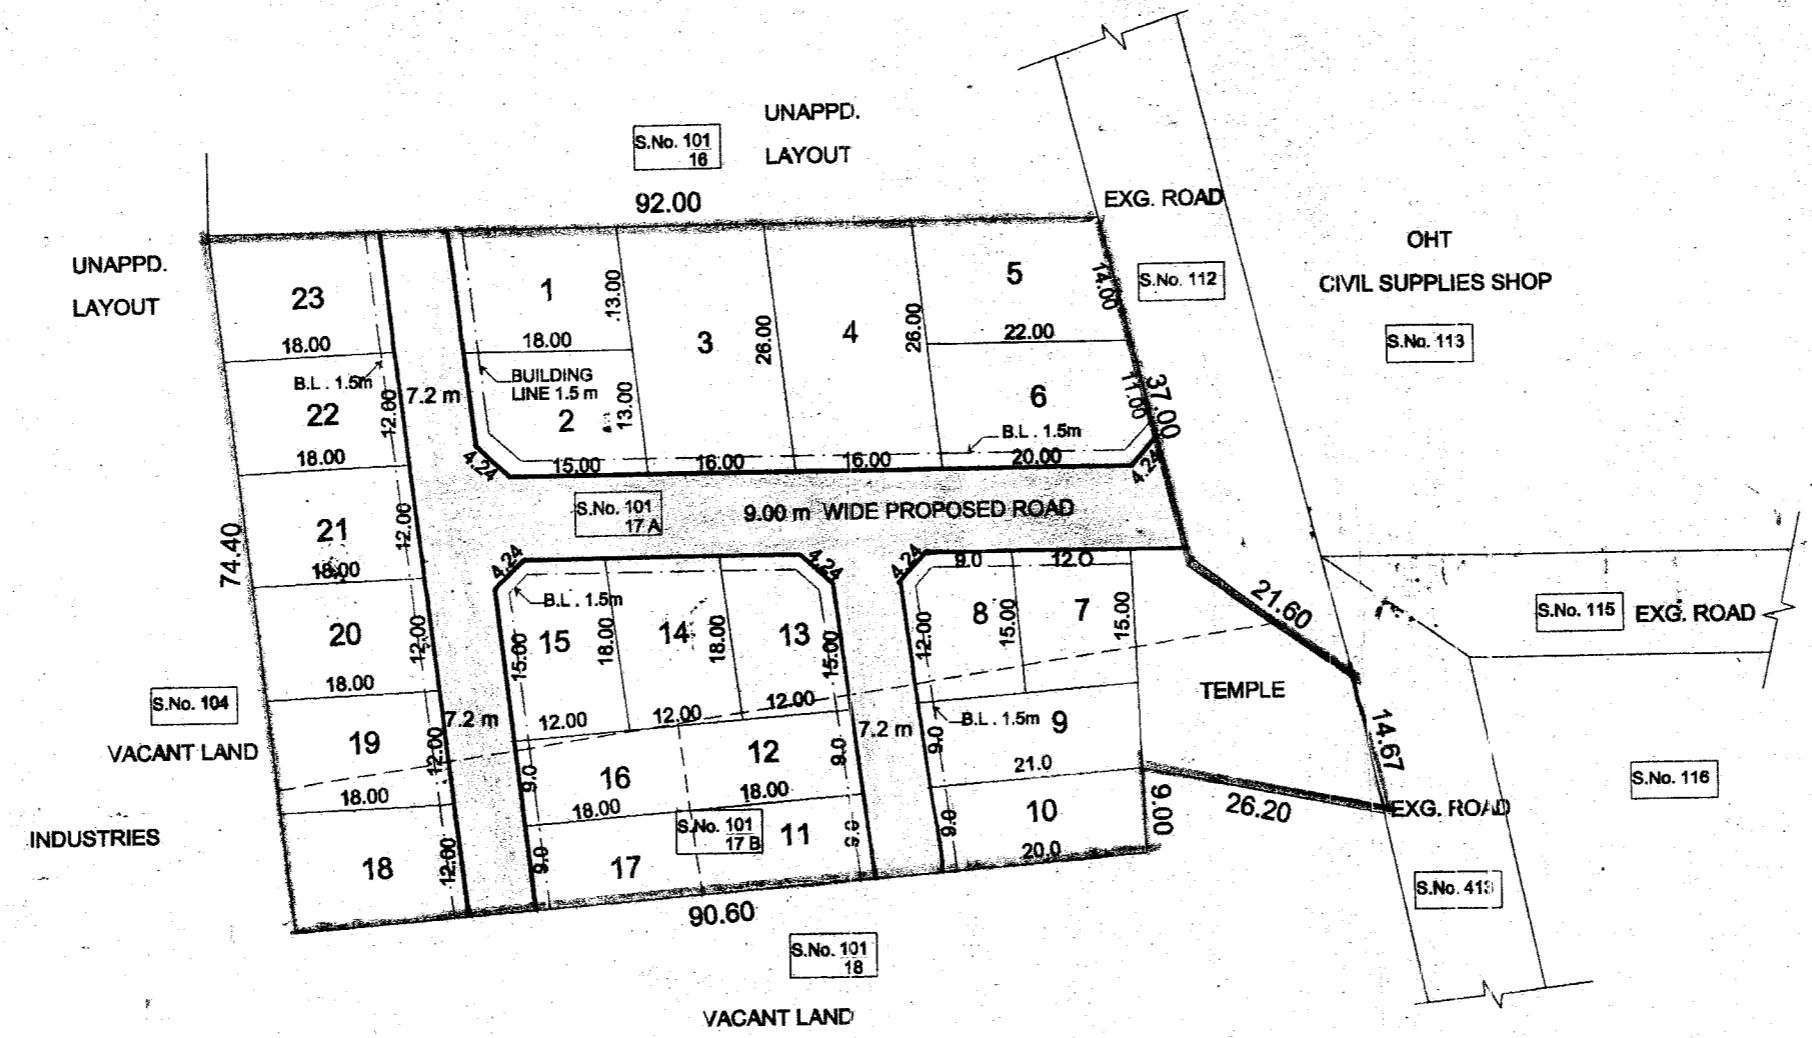 UNAPPD.
LAYOUT
S.No. 101
16
92.00
EXG. ROAD
UNAPPD.
LAYOUT
OHT
CIVIL SUPPLIES SHOP
S.No. 112
S.No. 113
23
18.00
1
13.00
18.00
3
26.00
4
26.00
5
14.00
22.00
B.L . 1.5m
7.2 m
BUILDING
LINE 1.5 m
22
12.00
18.00
2
13.00
6
11.00
37.00
B.L . 1.5m
4.24
15.00
16.00
16.00
20.00
4.24
S.No. 101
17 A
9.00 m WIDE PROPOSED ROAD
74.40
21
12.00
18.00
4.24
4.24
4.24
9.0
12.0
B.L . 1.5m
20
12.00
18.00
15
15.00
18.00
14
18.00
13
15.00
12.00
8
15.00
7
15.00
21.60
S.No. 115
EXG. ROAD
TEMPLE
S.No. 104
VACANT LAND
19
12.00
18.00
7.2 m
12.00
12.00
12.00
7.2 m
B.L . 1.5m
9
9.0
21.0
14.67
16
9.0
18.00
12
9.0
18.00
S.No. 116
INDUSTRIES
18
12.00
17
9.0
S.No. 101
17 B
11
9.0
10
9.0
20.0
9.00
26.20
EXG. ROAD
S.No. 413
90.60
S.No. 101
18
VACANT LAND